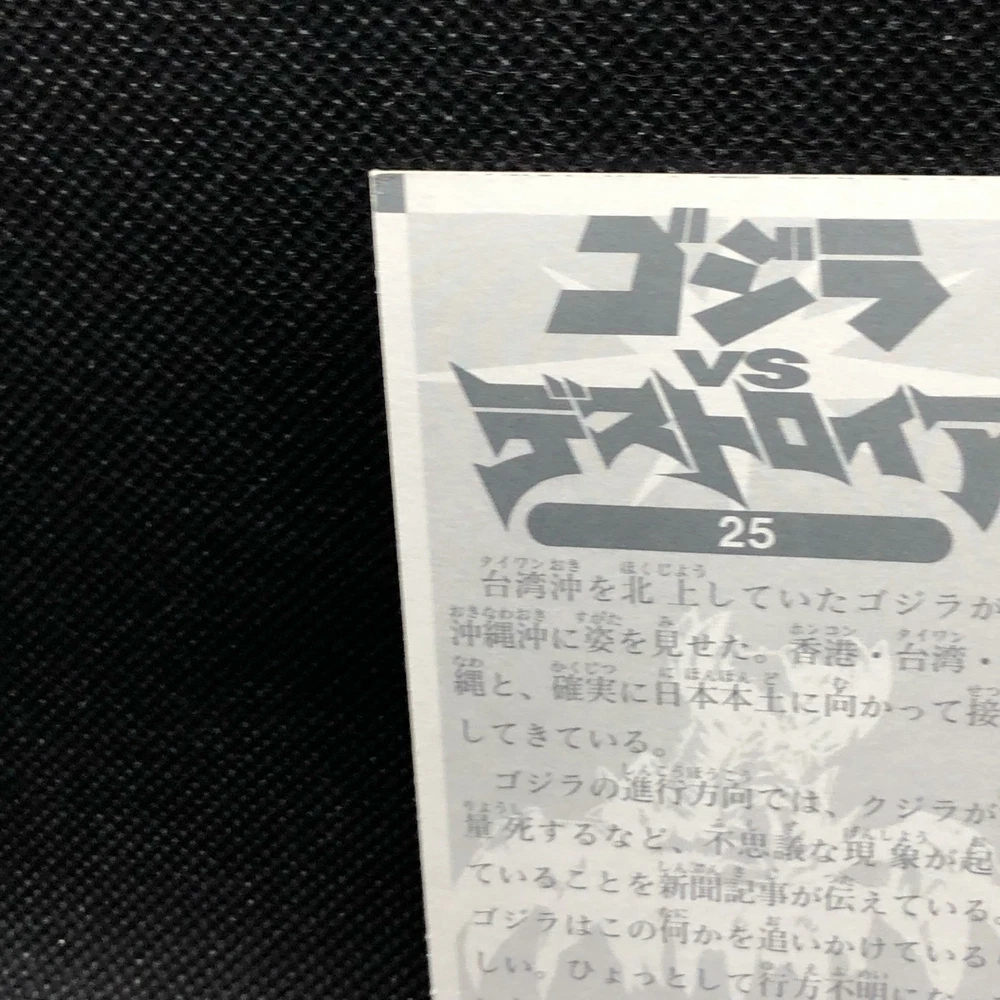 ゴジラ
VS
デストロイア
25
台湾沖を北上していたゴジラが
沖縄沖に姿を見せた。香港・台湾・
縄と、確実に日本本土に向かって接
してきている。
ゴジラの進行方向では、クジラが
量死するなど、不思議な現象が起
ていることを新聞記事が伝えている。
ゴジラはこの何かを追いかけている
しい。ひょっとして行方不明に